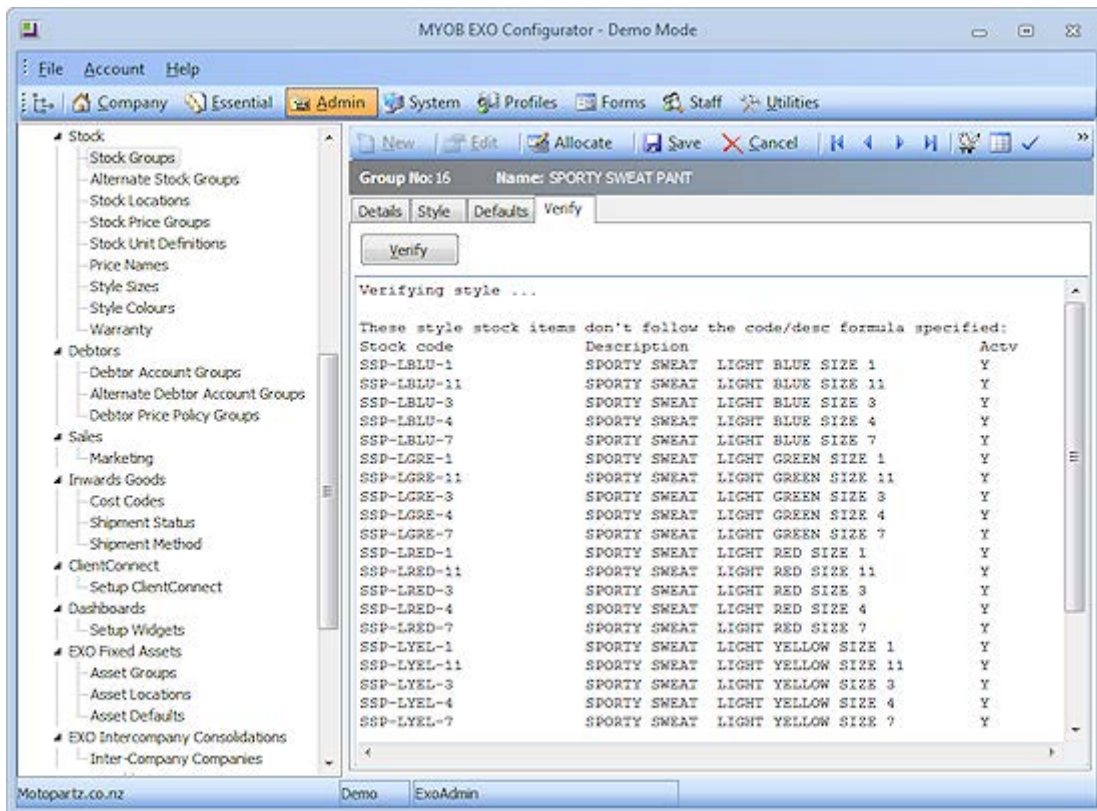 MYOB EXO Configurator - Demo Mode
File Account Help
Company Essential Admin System Profiles Forms Staff Utilities
Stock
Stock Groups
Alternate Stock Groups
Stock Locations
Stock Price Groups
Stock Unit Definitions
Price Names
Style Sizes
Style Colours
Warranty
Debtors
Debtor Account Groups
Alternate Debtor Account Groups
Debtor Price Policy Groups
Sales
Marketing
Inwards Goods
Cost Codes
Shipment Status
Shipment Method
ClientConnect
Setup ClientConnect
Dashboards
Setup Widgets
EXO Fixed Assets
Asset Groups
Asset Locations
Asset Defaults
EXO Intercompany Consolidations
Inter-Company Companies
New Edit Allocate Save Cancel
Group No: 16 Name: SPORTY SWEAT PANT
Details Style Defaults Verify
Verify
Verifying style ...
These style stock items don't follow the code/desc formula specified:
Stock code Description Actv
SSP-LBLU-1 SPORTY SWEAT LIGHT BLUE SIZE 1 Y
SSP-LBLU-11 SPORTY SWEAT LIGHT BLUE SIZE 11 Y
SSP-LBLU-3 SPORTY SWEAT LIGHT BLUE SIZE 3 Y
SSP-LBLU-4 SPORTY SWEAT LIGHT BLUE SIZE 4 Y
SSP-LBLU-7 SPORTY SWEAT LIGHT BLUE SIZE 7 Y
SSP-LGRE-1 SPORTY SWEAT LIGHT GREEN SIZE 1 Y
SSP-LGRE-11 SPORTY SWEAT LIGHT GREEN SIZE 11 Y
SSP-LGRE-3 SPORTY SWEAT LIGHT GREEN SIZE 3 Y
SSP-LGRE-4 SPORTY SWEAT LIGHT GREEN SIZE 4 Y
SSP-LGRE-7 SPORTY SWEAT LIGHT GREEN SIZE 7 Y
SSP-LRED-1 SPORTY SWEAT LIGHT RED SIZE 1 Y
SSP-LRED-11 SPORTY SWEAT LIGHT RED SIZE 11 Y
SSP-LRED-3 SPORTY SWEAT LIGHT RED SIZE 3 Y
SSP-LRED-4 SPORTY SWEAT LIGHT RED SIZE 4 Y
SSP-LRED-7 SPORTY SWEAT LIGHT RED SIZE 7 Y
SSP-LYEL-1 SPORTY SWEAT LIGHT YELLOW SIZE 1 Y
SSP-LYEL-11 SPORTY SWEAT LIGHT YELLOW SIZE 11 Y
SSP-LYEL-3 SPORTY SWEAT LIGHT YELLOW SIZE 3 Y
SSP-LYEL-4 SPORTY SWEAT LIGHT YELLOW SIZE 4 Y
SSP-LYEL-7 SPORTY SWEAT LIGHT YELLOW SIZE 7 Y
Motopartz.co.nz Demo ExoAdmin